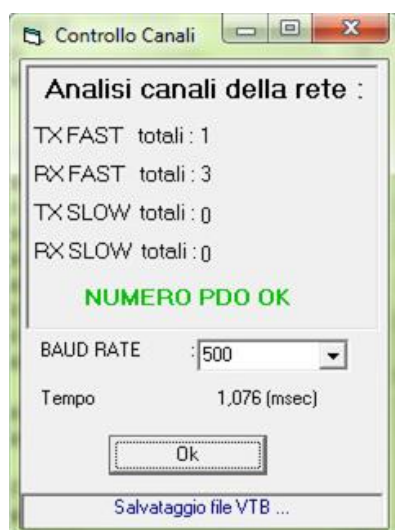 Controllo Canali
Analisi canali della rete :
TX FAST totali : 1
RX FAST totali : 3
TX SLOW totali : 0
RX SLOW totali : 0
NUMERO PDO OK
BAUD RATE : 500
Tempo 1,076 (msec)
Ok
Salvataggio file VTB ...